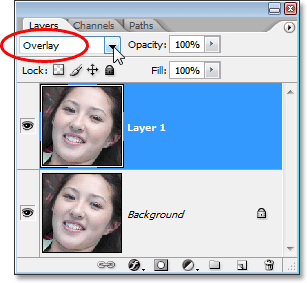 Layers Channels Paths
Overlay Opacity: 100%
Lock: Fill: 100%
Layer 1
Background